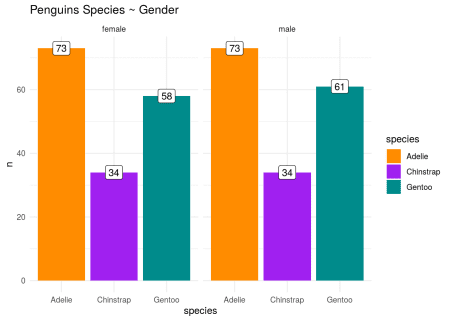 Penguins Species ~ Gender
female
male
73
34
58
73
34
61
n
60
40
20
0
Adelie
Chinstrap
Gentoo
Adelie
Chinstrap
Gentoo
species
species
Adelie
Chinstrap
Gentoo